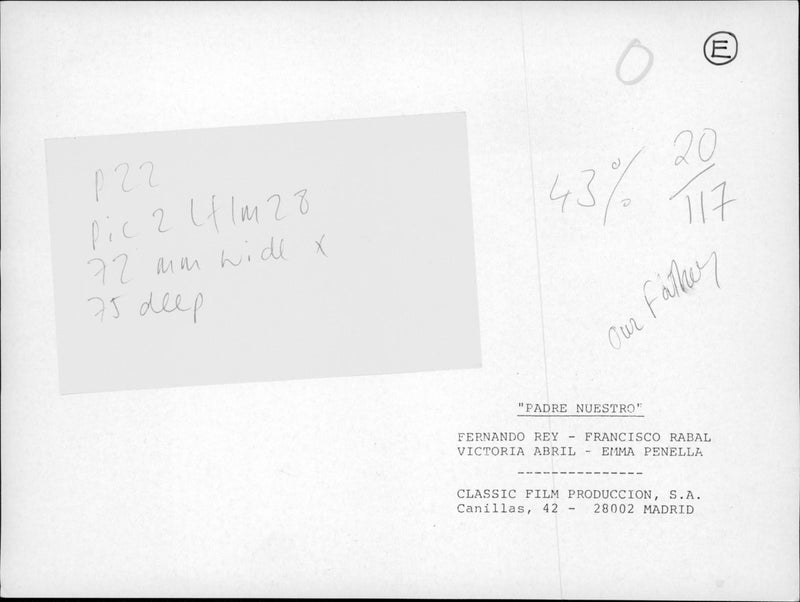 E
0
43%
20/117
p22
pic 2 LFlm28
72 mm wide x
75 deep
Our Father
"PADRE NUESTRO"
FERNANDO REY - FRANCISCO RABAL
VICTORIA ABRIL - EMMA PENELLA
CLASSIC FILM PRODUCCION, S.A.
Canillas, 42 - 28002 MADRID